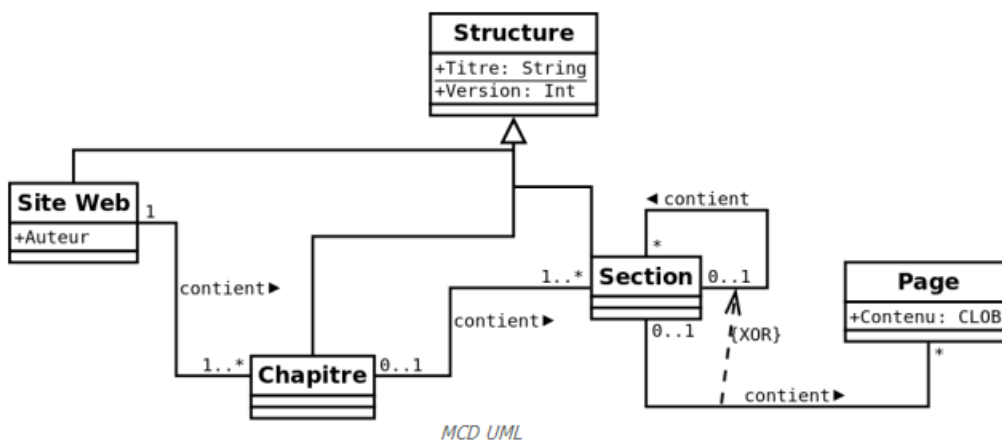 Structure
+Titre: String
+Version: Int
Site Web
+Auteur
1
contient ►
1..*
Chapitre
0..1
contient ►
1..*
Section
◄ contient
*
0..1
0..1
{XOR}
contient ►
*
Page
+Contenu: CLOB
MCD UML